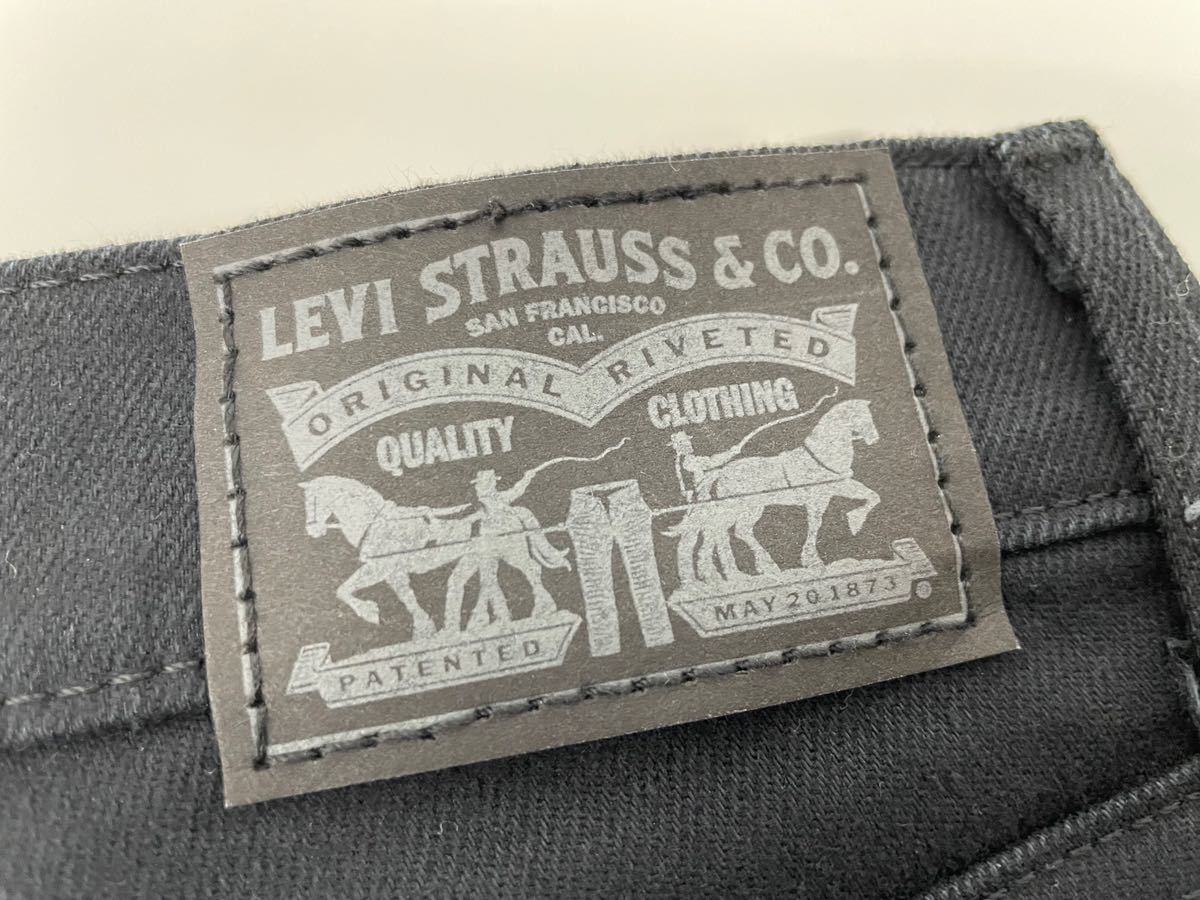 LEVI STRAUSS & CO.
SAN FRANCISCO
CAL.
ORIGINAL RIVETED
QUALITY CLOTHING
PATENTED
MAY 20 1873
®